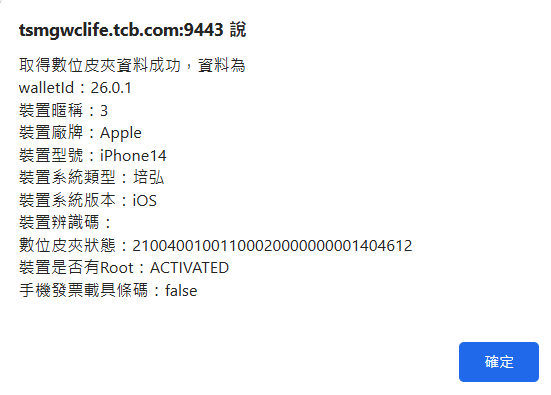 tsmgwclife.tcb.com:9443 說
取得數位皮夾資料成功，資料為
walletId：26.0.1
裝置暱稱：3
裝置廠牌：Apple
裝置型號：iPhone14
裝置系統類型：培弘
裝置系統版本：iOS
裝置辨識碼：
數位皮夾狀態：21004001001100020000000001404612
裝置是否有Root：ACTIVATED
手機發票載具條碼：false
確定